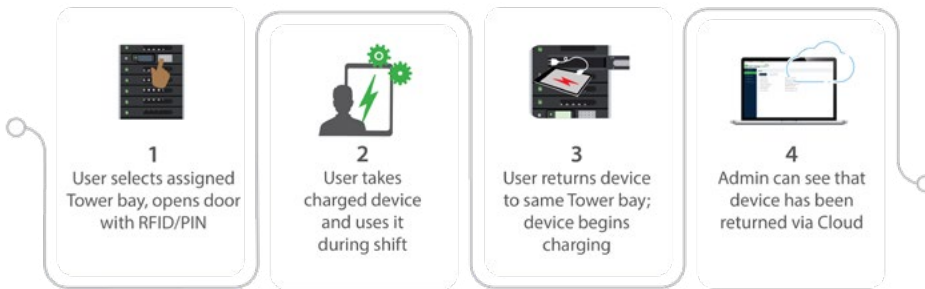 1
User selects assigned
Tower bay, opens door
with RFID/PIN
2
User takes
charged device
and uses it
during shift
3
User returns device
to same Tower bay;
device begins
charging
4
Admin can see that
device has been
returned via Cloud